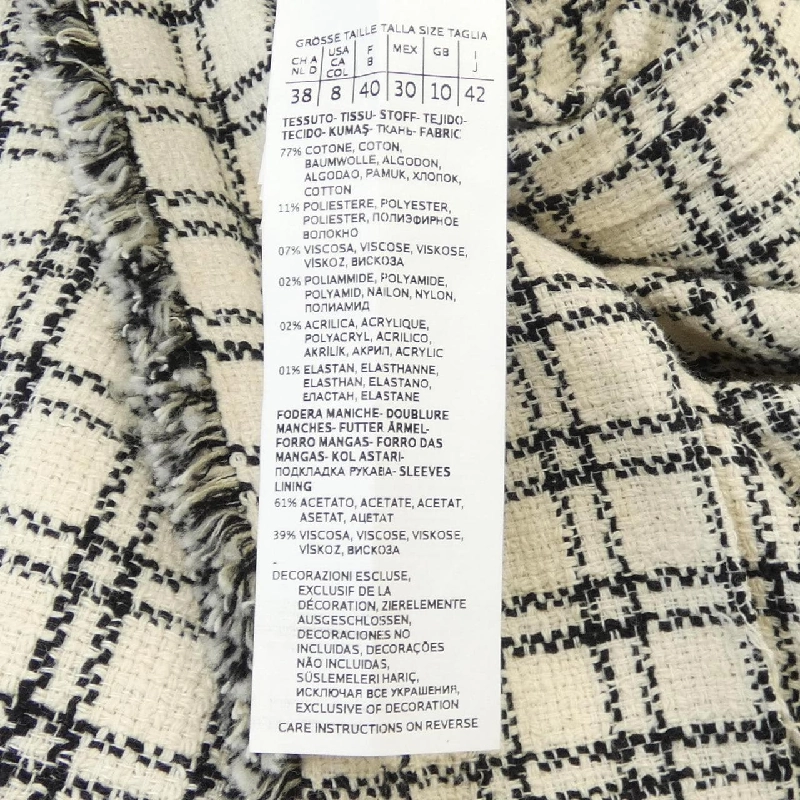 GRÖSSE TAILLE TALLA SIZE TAGLIA
CH A NL D USA CA COL F B MEX GB I J
38 8 40 30 10 42
TESSUTO- TISSU- STOFF- TEJIDO-
TECIDO- KUMAŞ- ТКАНЬ- FABRIC
77% COTONE, COTON,
BAUMWOLLE, ALGODON,
ALGODAO, PAMUK, ХЛОПОК,
COTTON
11% POLIESTERE, POLYESTER,
POLIESTER, ПОЛИЭФИРНОЕ
ВОЛОКНО
07% VISCOSA, VISCOSE, VISKOSE,
VİSKOZ, ВИСКОЗА
02% POLIAMMIDE, POLYAMIDE,
POLYAMID, NAILON, NYLON,
ПОЛИАМИД
02% ACRILICA, ACRYLIQUE,
POLYACRYL, ACRILICO,
AKRİLİK, АКРИЛ, ACRYLIC
01% ELASTAN, ELASTHANNE,
ELASTHAN, ELASTANO,
ЕЛАСТАН, ELASTANE
FODERA MANICHE- DOUBLURE
MANCHES- FUTTER ÄRMEL-
FORRO MANGAS- FORRO DAS
MANGAS- KOL ASTARI-
ПОДКЛАДКА РУКАВА- SLEEVES
LINING
61% ACETATO, ACETATE, ACETAT,
ASETAT, АЦЕТАТ
39% VISCOSA, VISCOSE, VISKOSE,
VİSKOZ, ВИСКОЗА
-
DECORAZIONI ESCLUSE,
EXCLUSIF DE LA
DÉCORATION, ZIERELEMENTE
AUSGESCHLOSSEN,
DECORACIONES NO
INCLUIDAS, DECORAÇÕES
NÃO INCLUIDAS,
SÜSLEMELERI HARIÇ,
ИСКЛЮЧАЯ ВСЕ УКРАШЕНИЯ,
EXCLUSIVE OF DECORATION
CARE INSTRUCTIONS ON REVERSE